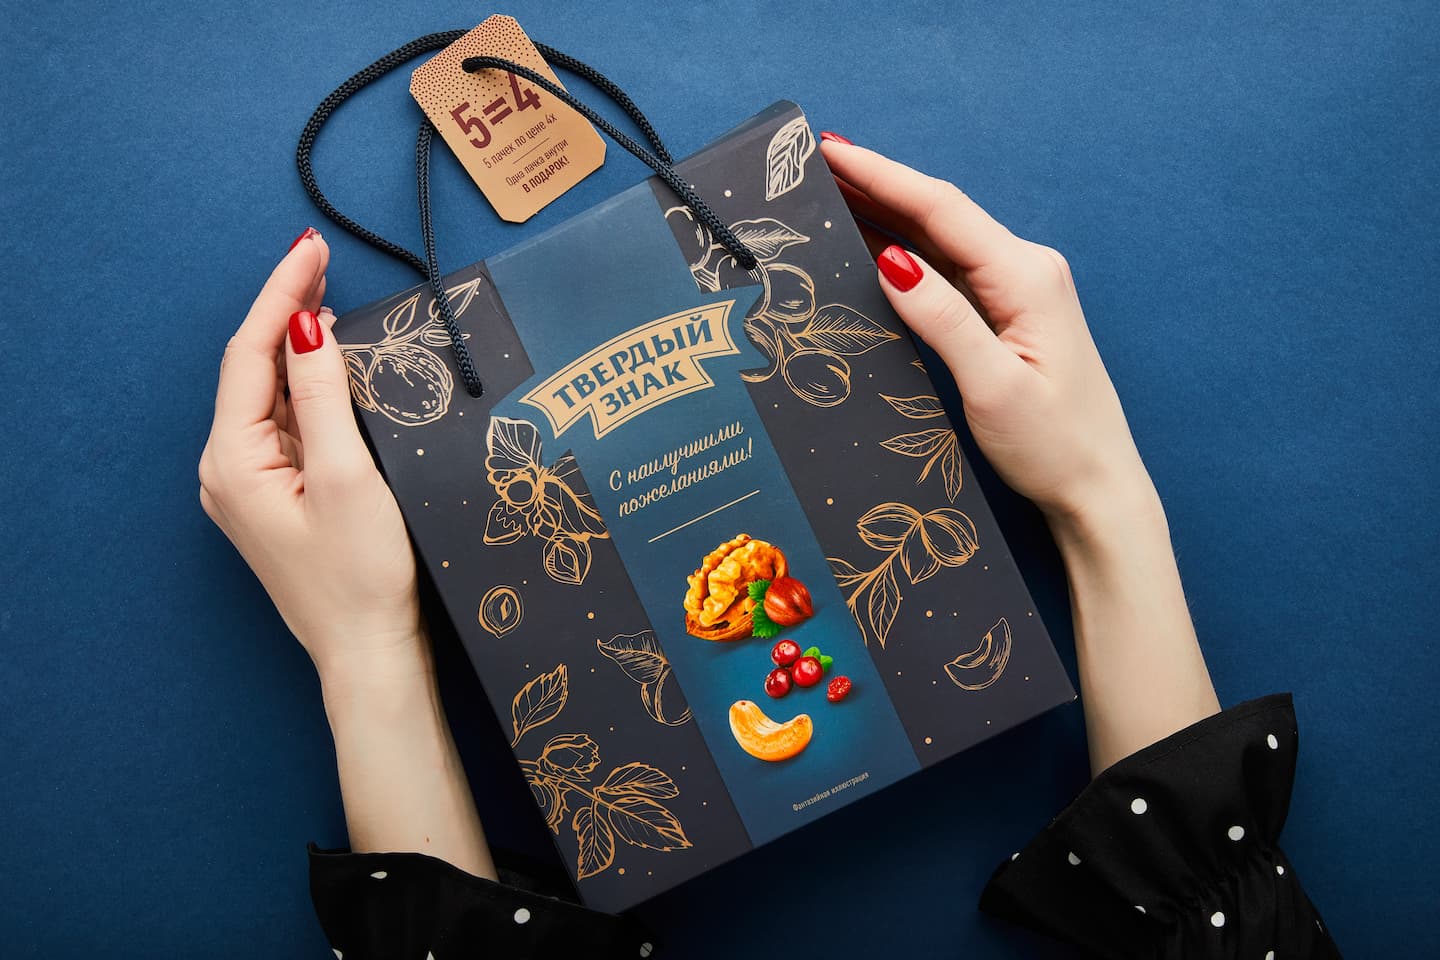 5=4
5 пачек по цене 4х
Одна пачка внутри
В ПОДАРОК!
ТВЕРДЫЙ
ЗНАК
С наилучшими
пожеланиями!
Фантазийная иллюстрация